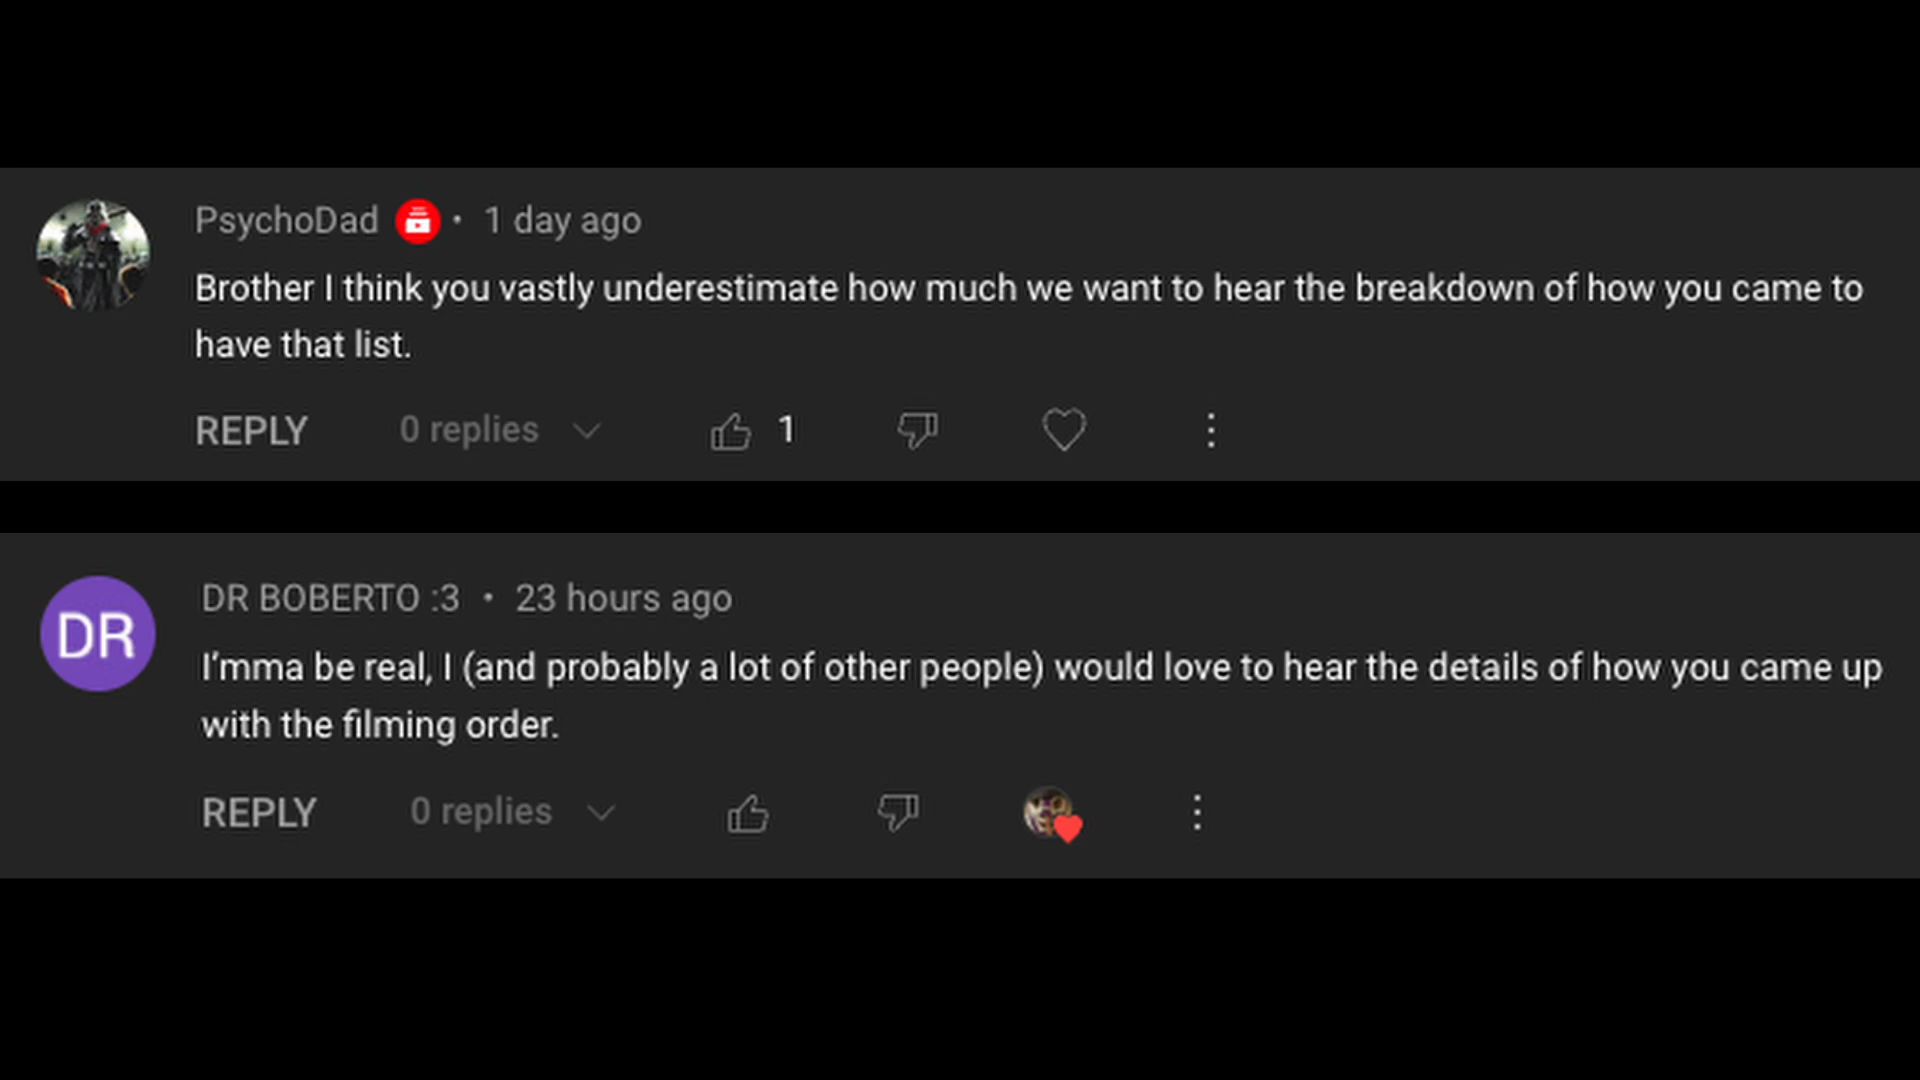 PsychoDad • 1 day ago
Brother I think you vastly underestimate how much we want to hear the breakdown of how you came to
have that list.
REPLY 0 replies 1
DR DR BOBERTO :3 • 23 hours ago
I'mma be real, I (and probably a lot of other people) would love to hear the details of how you came up
with the filming order.
REPLY 0 replies